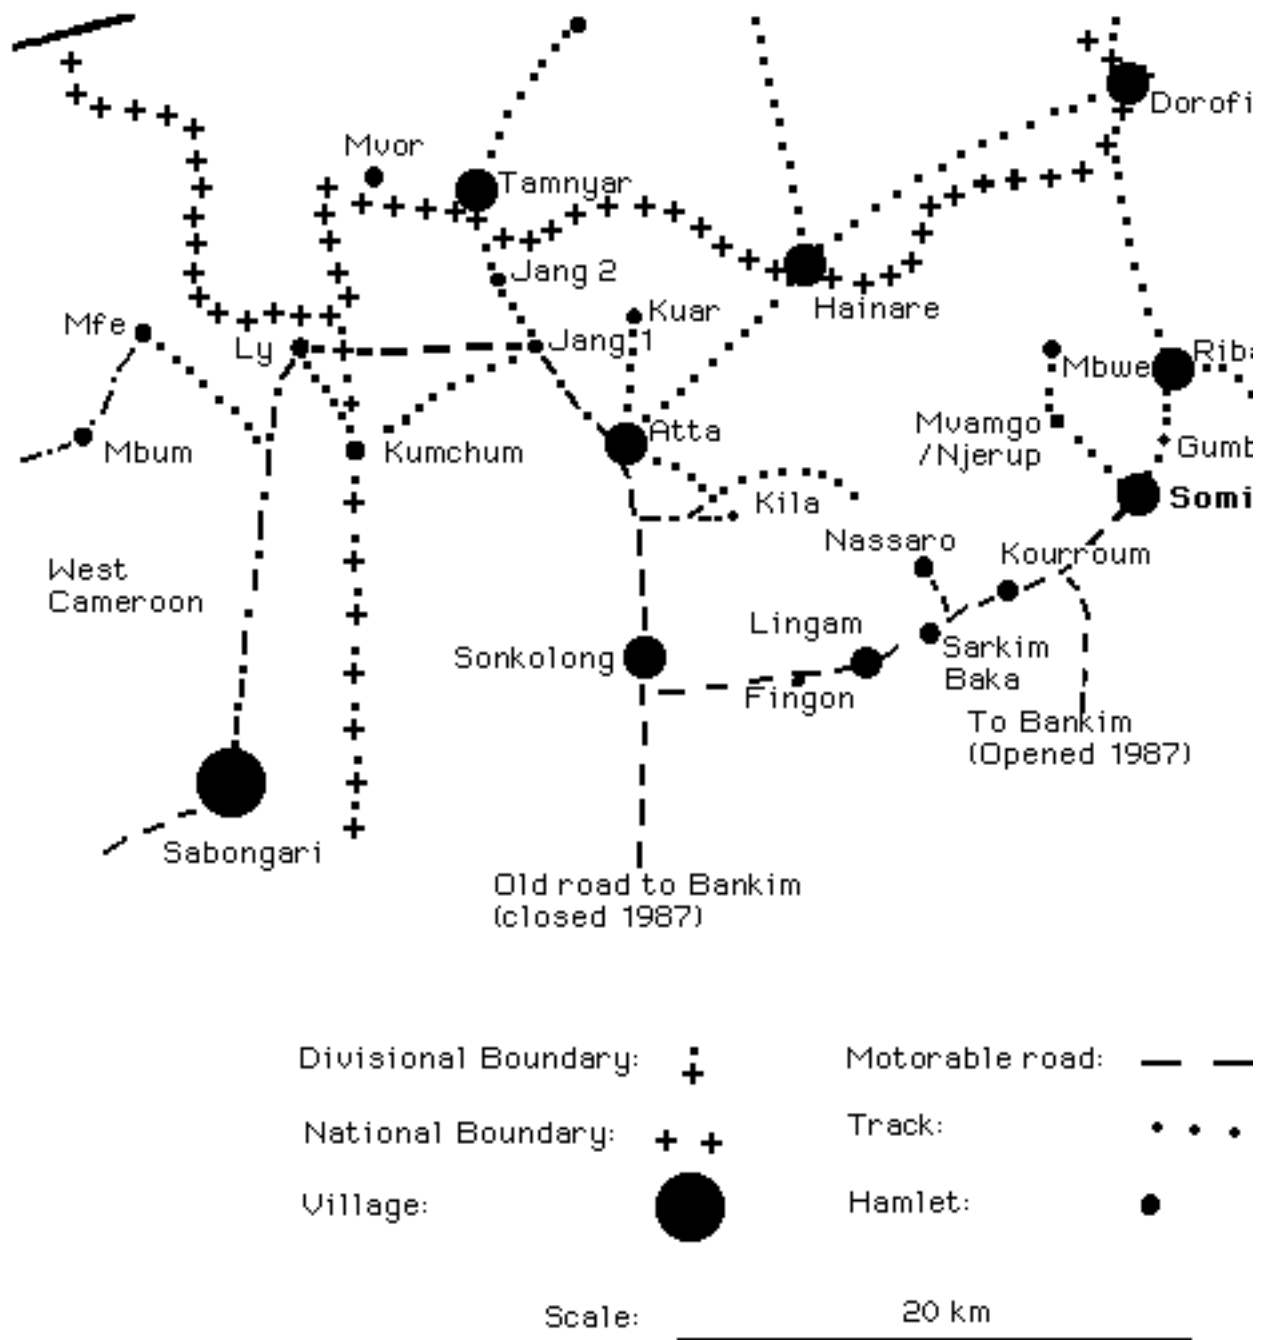 Dorofi
Mvor
Tamnyar
Jang 2
Kuar
Hainare
Mfe
Ly
Jang 1
Mbwe
Riba
Mvamgo
/Njerup
Atta
Mbum
Kumchum
Gumb
Kila
Somi
Nassaro
Kourroum
West
Cameroon
Lingam
Sonkolong
Sarkim
Baka
Fingon
To Bankim
(Opened 1987)
Sabongari
Old road to Bankim
(closed 1987)
Divisional Boundary:
Motorable road:
National Boundary:
Track:
Village:
Hamlet:
Scale:
20 km